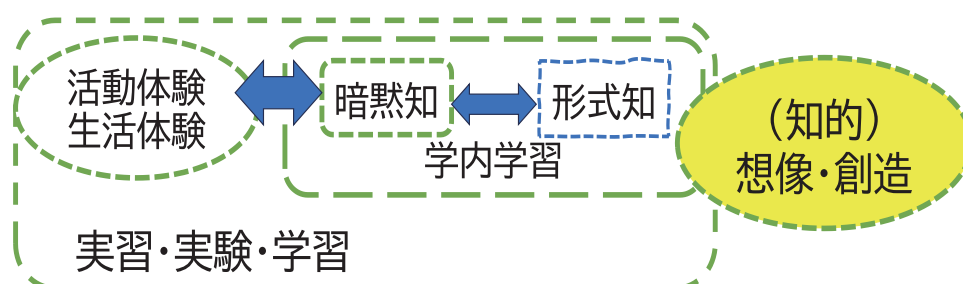 活動体験
生活体験
暗黙知
形式知
学内学習
（知的）
想像・創造
実習・実験・学習